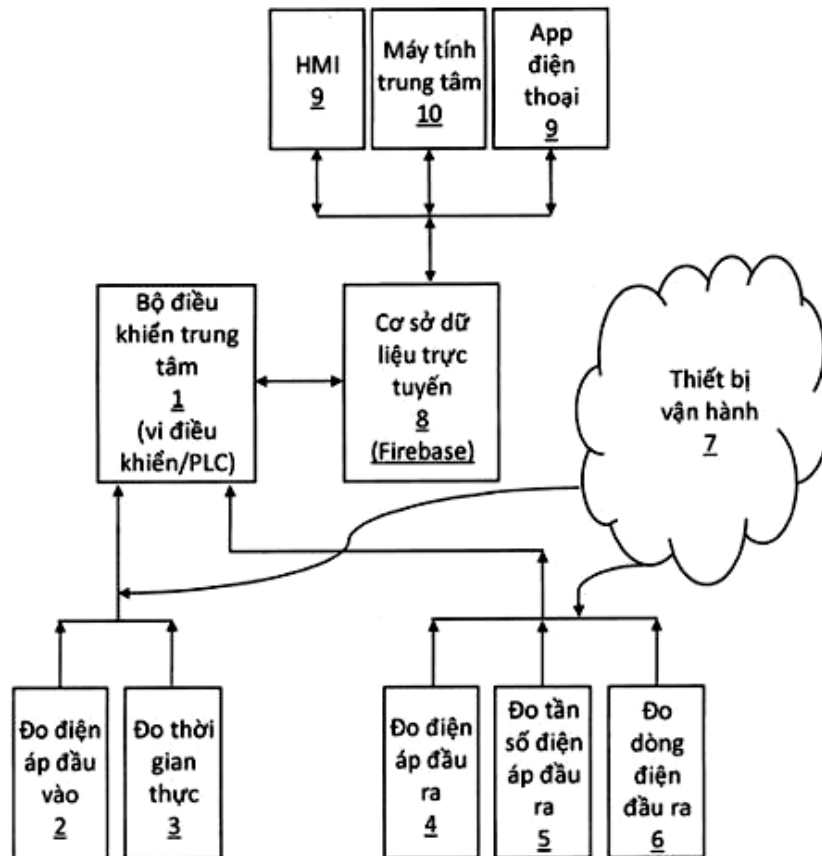 HMI
9
Máy tính
trung tâm
10
App
điện
thoại
9
Bộ điều
khiển trung
tâm
1
(vi điều
khiển/PLC)
Cơ sở dữ
liệu trực
tuyến
8
(Firebase)
Thiết bị
vận hành
7
Đo điện
áp đầu
vào
2
Đo thời
gian
thực
3
Đo điện
áp đầu
ra
4
Đo tần
số điện
áp đầu
ra
5
Đo
dòng
điện
đầu ra
6